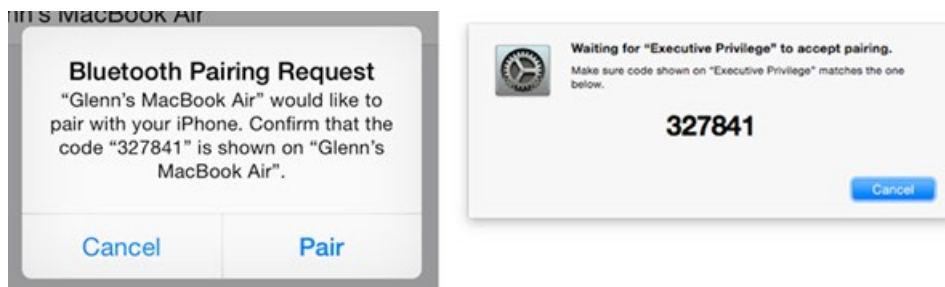 nn's MacBook Air
Bluetooth Pairing Request
“Glenn's MacBook Air” would like to
pair with your iPhone. Confirm that the
code “327841” is shown on “Glenn's
MacBook Air”.
Cancel
Pair
Waiting for “Executive Privilege” to accept pairing.
Make sure code shown on “Executive Privilege” matches the one
below.
327841
Cancel